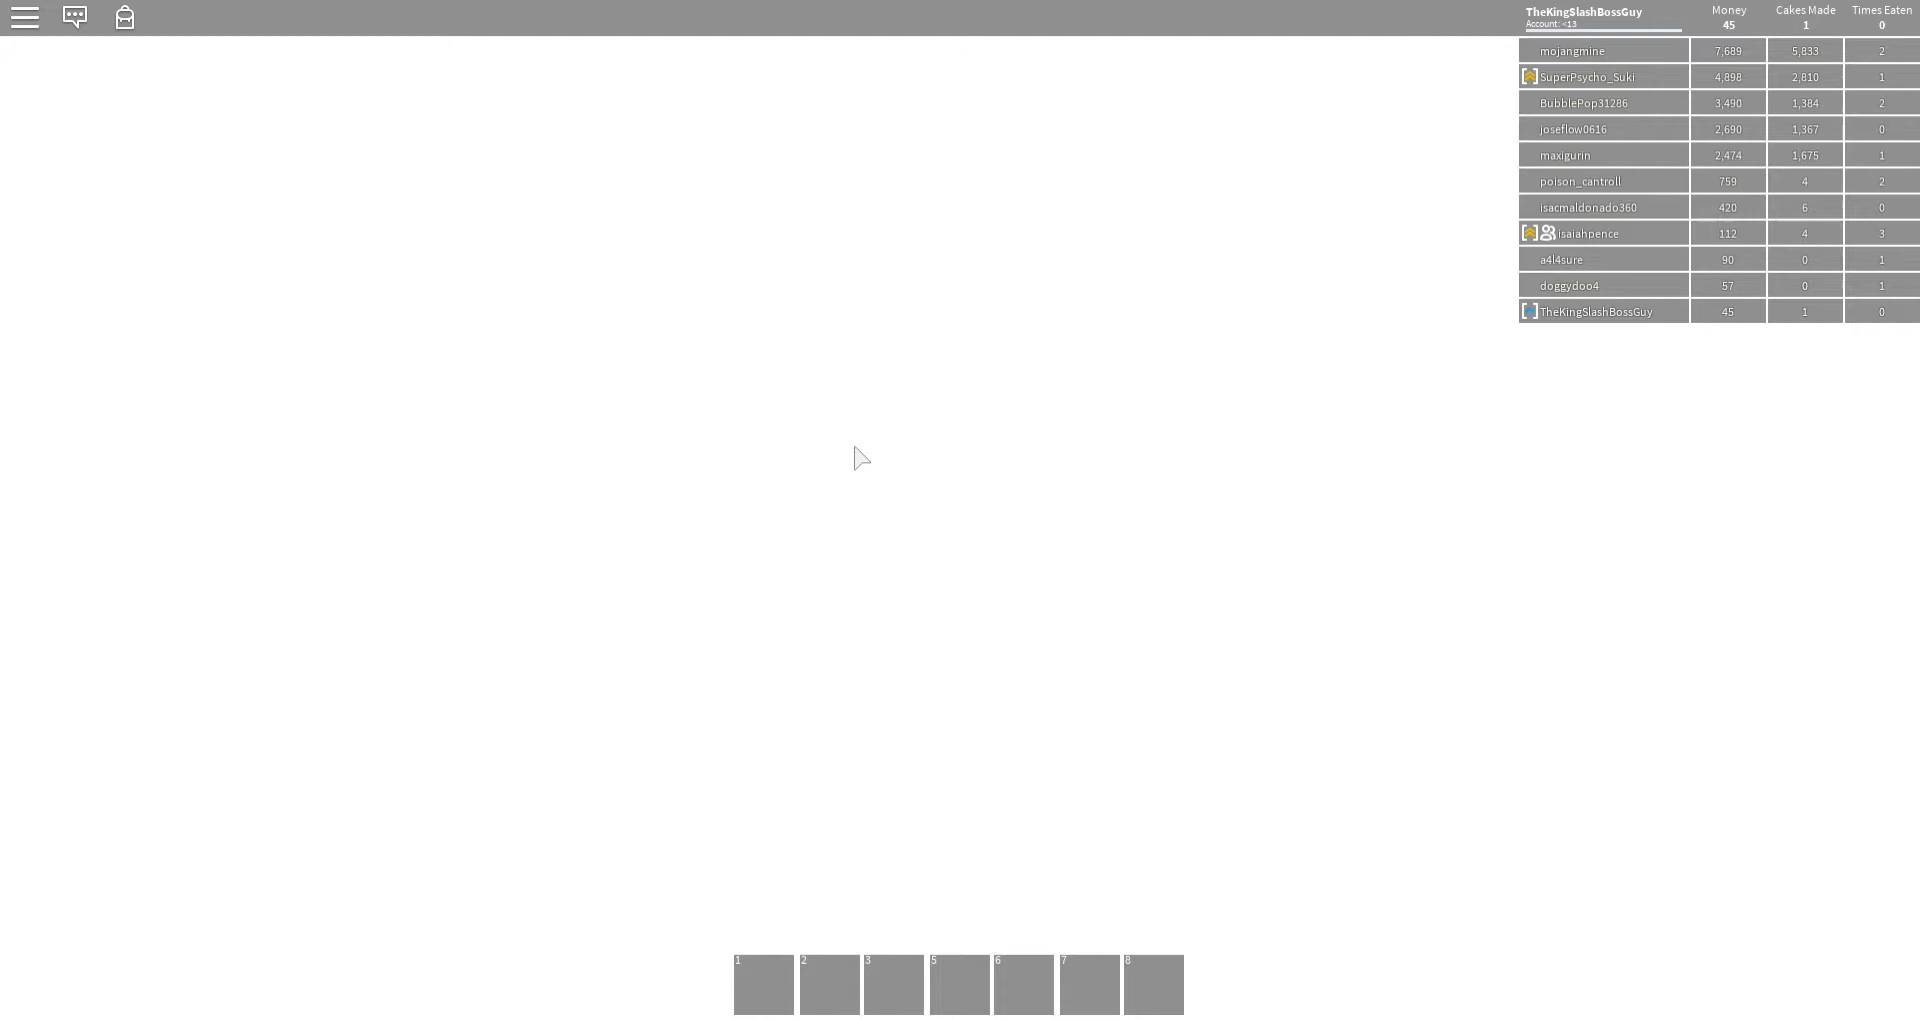 TheKingSlashBossGuy Money Cakes Made Times Eaten
Account: <13 45 1 0
mojangmine 7,689 5,833 2
SuperPsycho_Suki 4,898 2,810 1
BubblePop31286 3,490 1,384 2
joseflow0616 2,690 1,367 0
maxigurin 2,474 1,675 1
poison_cantroll 759 4 2
isacmaldonado360 420 6 0
isaiahpence 112 4 3
a4l4sure 90 0 1
doggydoo4 57 0 1
TheKingSlashBossGuy 45 1 0
1 2 3 5 6 7 8